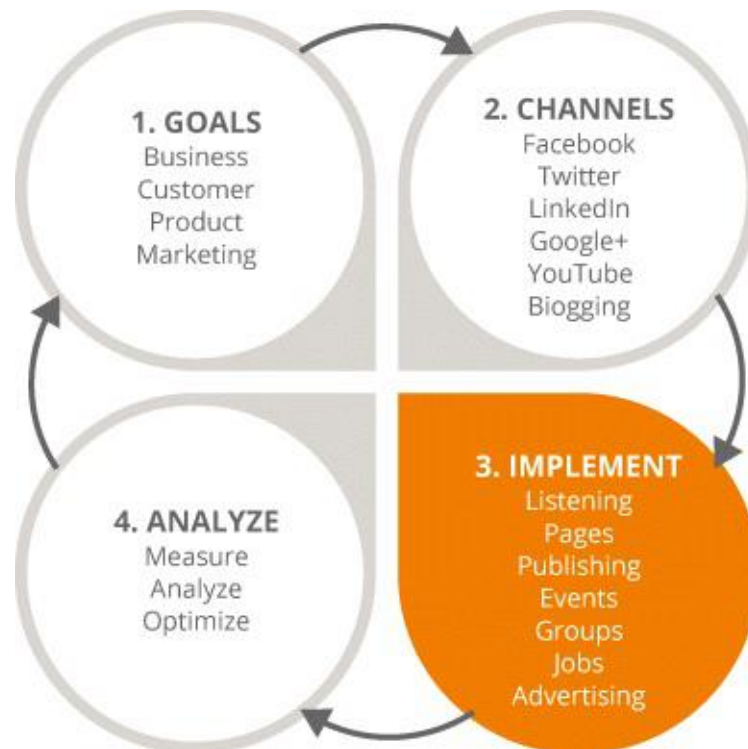 1. GOALS
Business
Customer
Product
Marketing
2. CHANNELS
Facebook
Twitter
LinkedIn
Google+
YouTube
Biogging
3. IMPLEMENT
Listening
Pages
Publishing
Events
Groups
Jobs
Advertising
4. ANALYZE
Measure
Analyze
Optimize